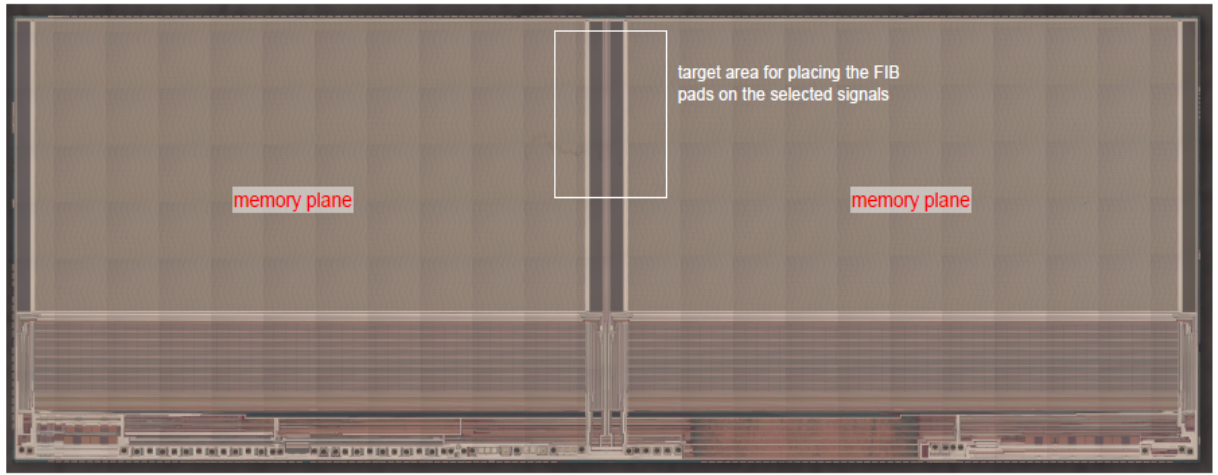 target area for placing the FIB
pads on the selected signals
memory plane
memory plane